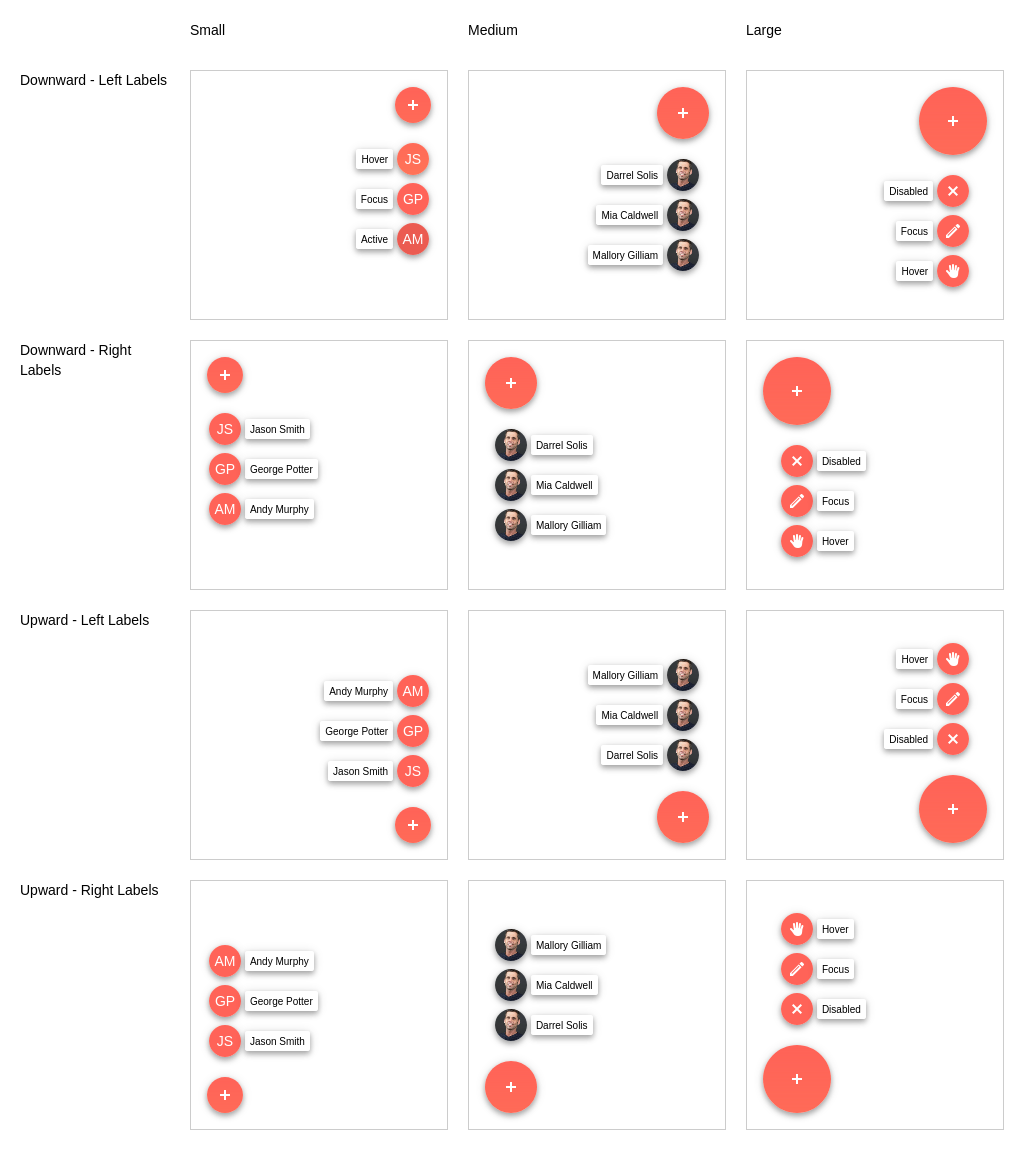 Small
Medium
Large
Downward - Left Labels
Hover
JS
Focus
GP
Active
AM
Darrel Solis
Mia Caldwell
Mallory Gilliam
Disabled
Focus
Hover
Downward - Right
Labels
JS
Jason Smith
GP
George Potter
AM
Andy Murphy
Darrel Solis
Mia Caldwell
Mallory Gilliam
Disabled
Focus
Hover
Upward - Left Labels
Andy Murphy
AM
George Potter
GP
Jason Smith
JS
Mallory Gilliam
Mia Caldwell
Darrel Solis
Hover
Focus
Disabled
Upward - Right Labels
AM
Andy Murphy
GP
George Potter
JS
Jason Smith
Mallory Gilliam
Mia Caldwell
Darrel Solis
Hover
Focus
Disabled